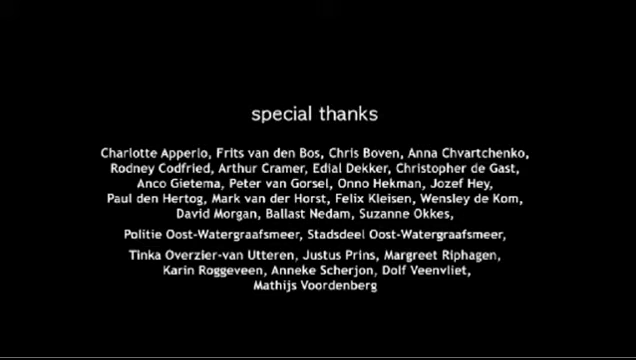 special thanks
Charlotte Apperlo, Frits van den Bos, Chris Boven, Anna Chvartchenko,
Rodney Codfried, Arthur Cramer, Edial Dekker, Christopher de Gast,
Anco Gietema, Peter van Gorsel, Onno Hekman, Jozef Hey,
Paul den Hertog, Mark van der Horst, Felix Kleisen, Wensley de Kom,
David Morgan, Ballast Nedam, Suzanne Okkes,
Politie Oost-Watergraafsmeer, Stadsdeel Oost-Watergraafsmeer,
Tinka Overzier-van Utteren, Justus Prins, Margreet Riphagen,
Karin Roggeveen, Anneke Scherjon, Dolf Veenvliet,
Mathijs Voordenberg